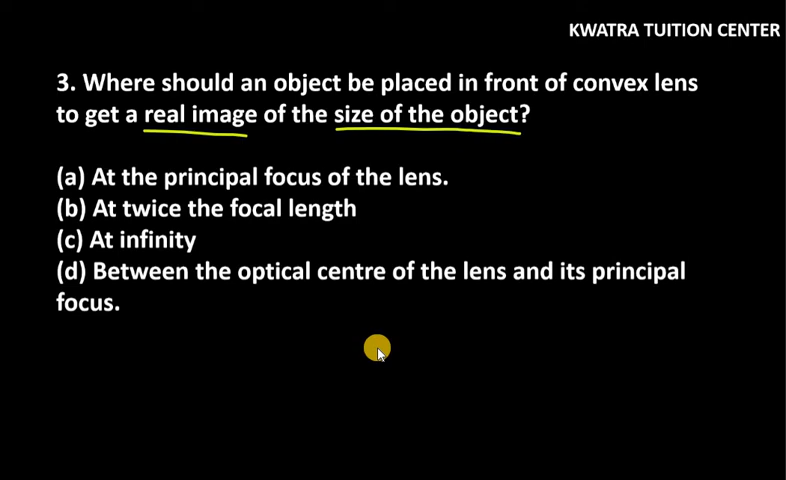 KWATRA TUITION CENTER
3. Where should an object be placed in front of convex lens
to get a real image of the size of the object?
(a) At the principal focus of the lens.
(b) At twice the focal length
(c) At infinity
(d) Between the optical centre of the lens and its principal
focus.